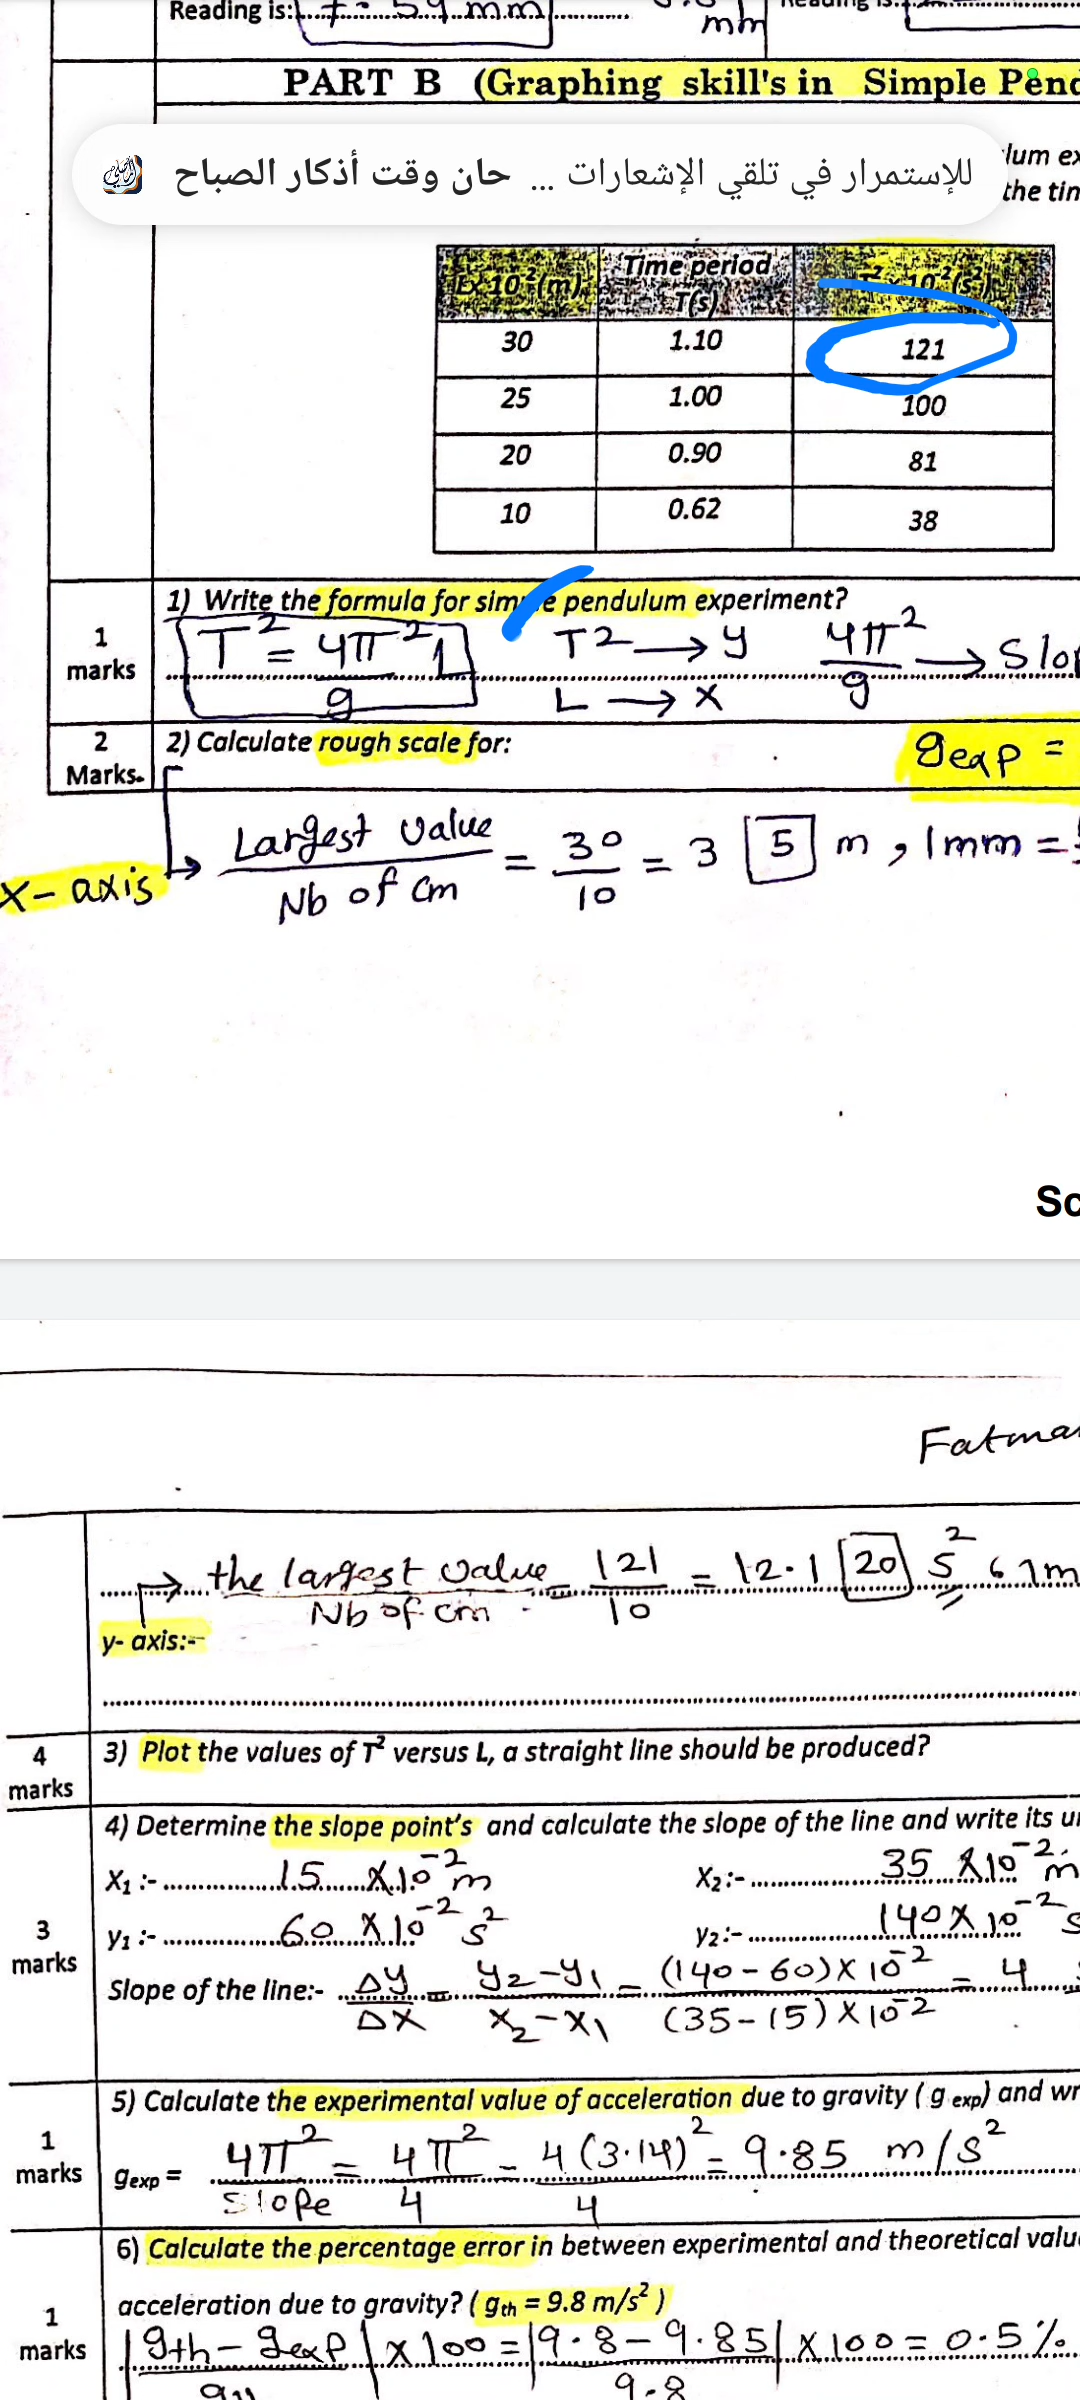 Reading is: 7.54 mm
mm
PART B (Graphing skill's in Simple Pend
للإستمرار في تلقي الإشعارات ... حان وقت أذكار الصباح
lum ex
the tim
Time period
T(s)
30 1.10 121
25 1.00 100
20 0.90 81
10 0.62 38
1 marks
1) Write the formula for simple pendulum experiment?
T² = 4π² L / g T2 → y 4π² / g → Slop
L → X
2 Marks.
2) Calculate rough scale for:
gexp =
X-axis
Largest value / Nb of cm = 30 / 10 = 3 5 m , 1mm =
Sc
Fatma
the largest value / Nb of cm = 121 / 10 = 12.1 20 S²
y- axis:-
4 marks
3) Plot the values of T² versus L, a straight line should be produced?
3 marks
4) Determine the slope point's and calculate the slope of the line and write its u
X₁ :- 15 X10⁻² m X₂:- 35 X10⁻² m
y₁ :- 60 X10⁻² s² y₂:- 140 X 10⁻² s
Slope of the line:- Δy / Δx = y₂-y₁ / x₂-x₁ = (140-60)X 10⁻² / (35-15)X10⁻² = 4
1 marks
5) Calculate the experimental value of acceleration due to gravity ( g exp) and wr
gexp = 4π² / slope = 4π² / 4 = 4(3.14)² / 4 = 9.85 m/s²
6) Calculate the percentage error in between experimental and theoretical valu
1 marks
acceleration due to gravity? ( gth = 9.8 m/s² )
|gth - gexp / | x 100 = |9.8-9.85 / 9.8| X 100 = 0.5%